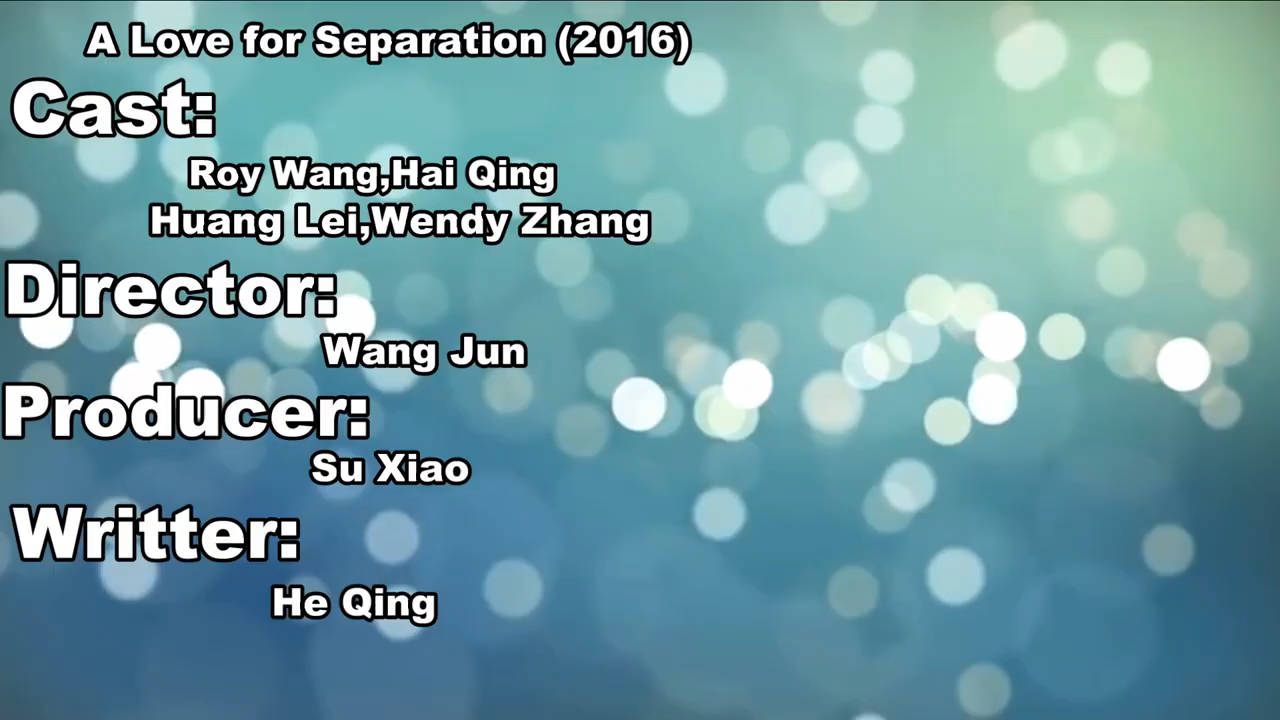 A Love for Separation (2016)
Cast:
Roy Wang,Hai Qing
Huang Lei,Wendy Zhang
Director:
Wang Jun
Producer:
Su Xiao
Writter:
He Qing